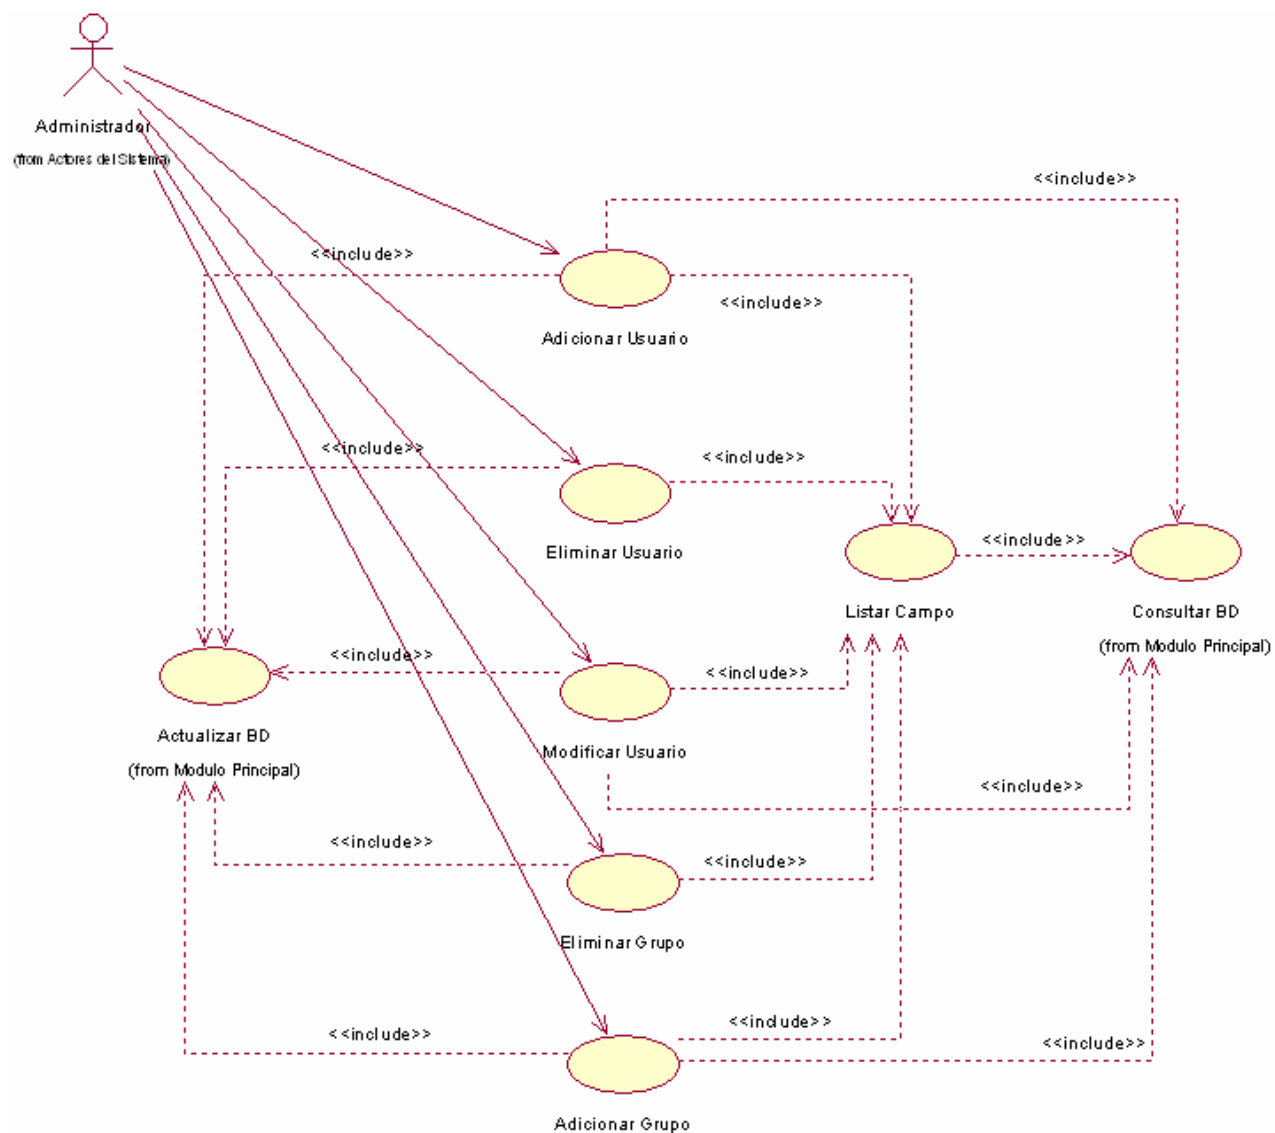 Administrador
(from Actores del Sistema)
<<include>>
<<include>>
<<include>>
Adicionar Usuario
<<include>>
<<include>>
Eliminar Usuario
<<include>>
Listar Campo
Consultar BD
(from Modulo Principal)
<<include>>
<<include>>
Actualizar BD
(from Modulo Principal)
Modificar Usuario
<<include>>
<<include>>
<<include>>
Eliminar Grupo
<<include>>
<<include>>
<<include>>
Adicionar Grupo